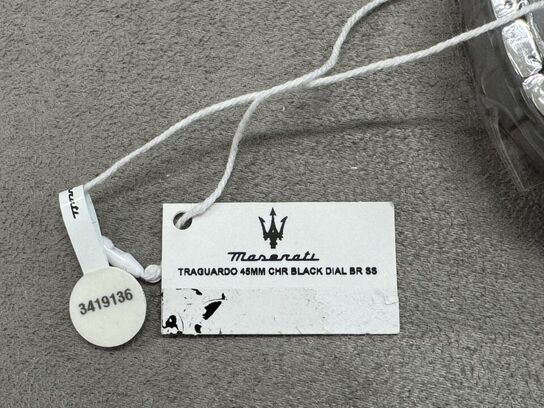 Maserati
TRAGUARDO 45MM CHR BLACK DIAL BR SS
3419136